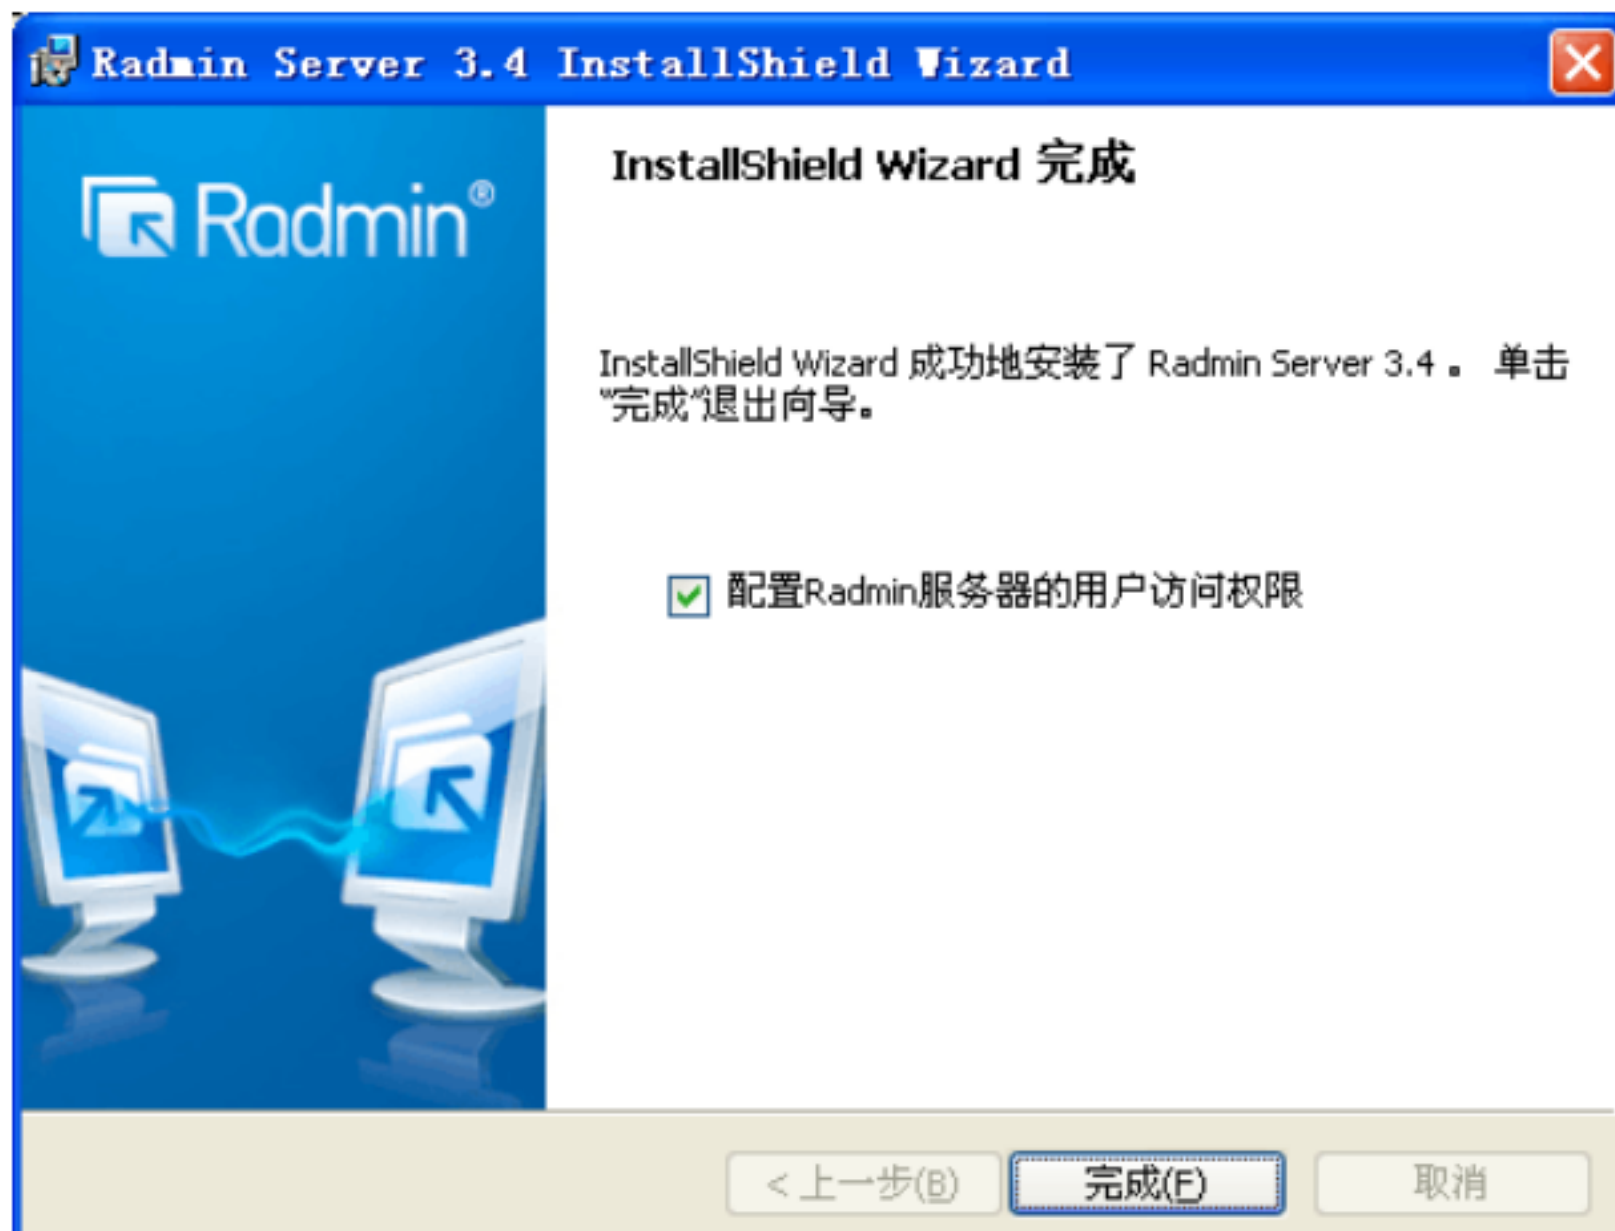 Radmin Server 3.4 InstallShield Wizard
Radmin®
InstallShield Wizard 完成
InstallShield Wizard 成功地安装了 Radmin Server 3.4 。 单击
“完成”退出向导。
配置Radmin服务器的用户访问权限
< 上一步(B)
完成(F)
取消